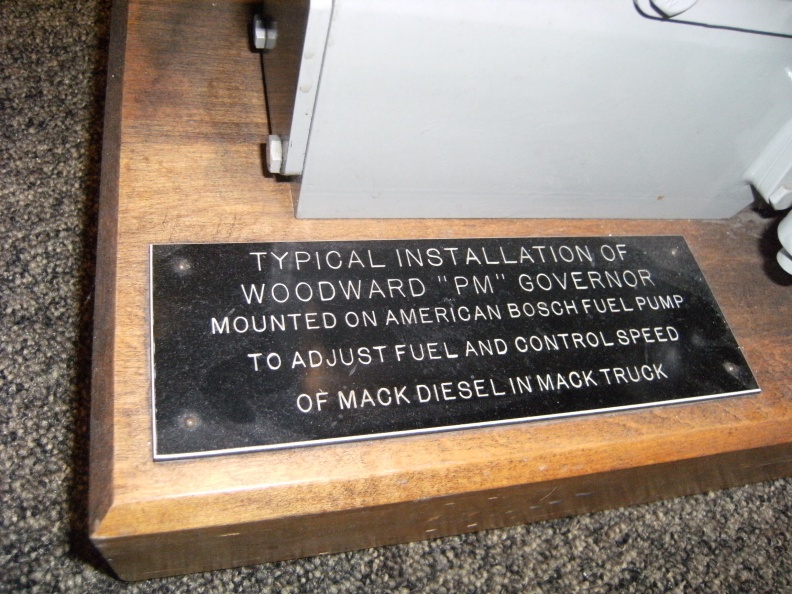 TYPICAL INSTALLATION OF
WOODWARD "PM" GOVERNOR
MOUNTED ON AMERICAN BOSCH FUEL PUMP
TO ADJUST FUEL AND CONTROL SPEED
OF MACK DIESEL IN MACK TRUCK